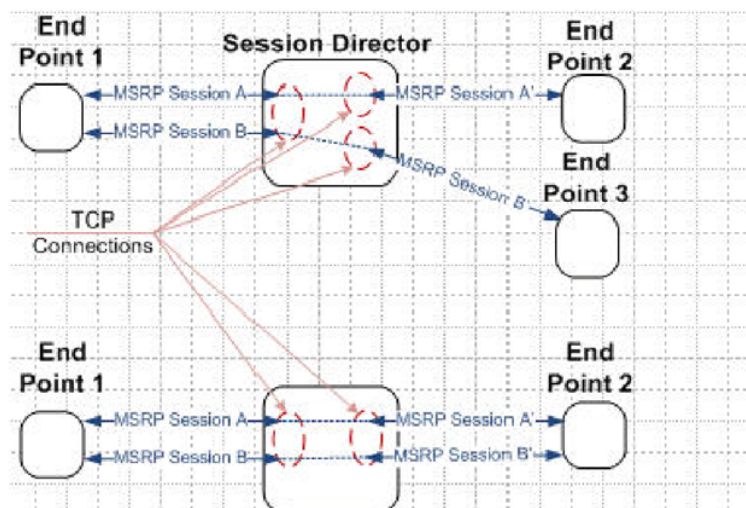 End
Point 1
Session Director
End
Point 2
MSRP Session A
MSRP Session A'
MSRP Session B
MSRP Session B'
End
Point 3
TCP
Connections
End
Point 1
End
Point 2
MSRP Session A
MSRP Session A'
MSRP Session B
MSRP Session B'